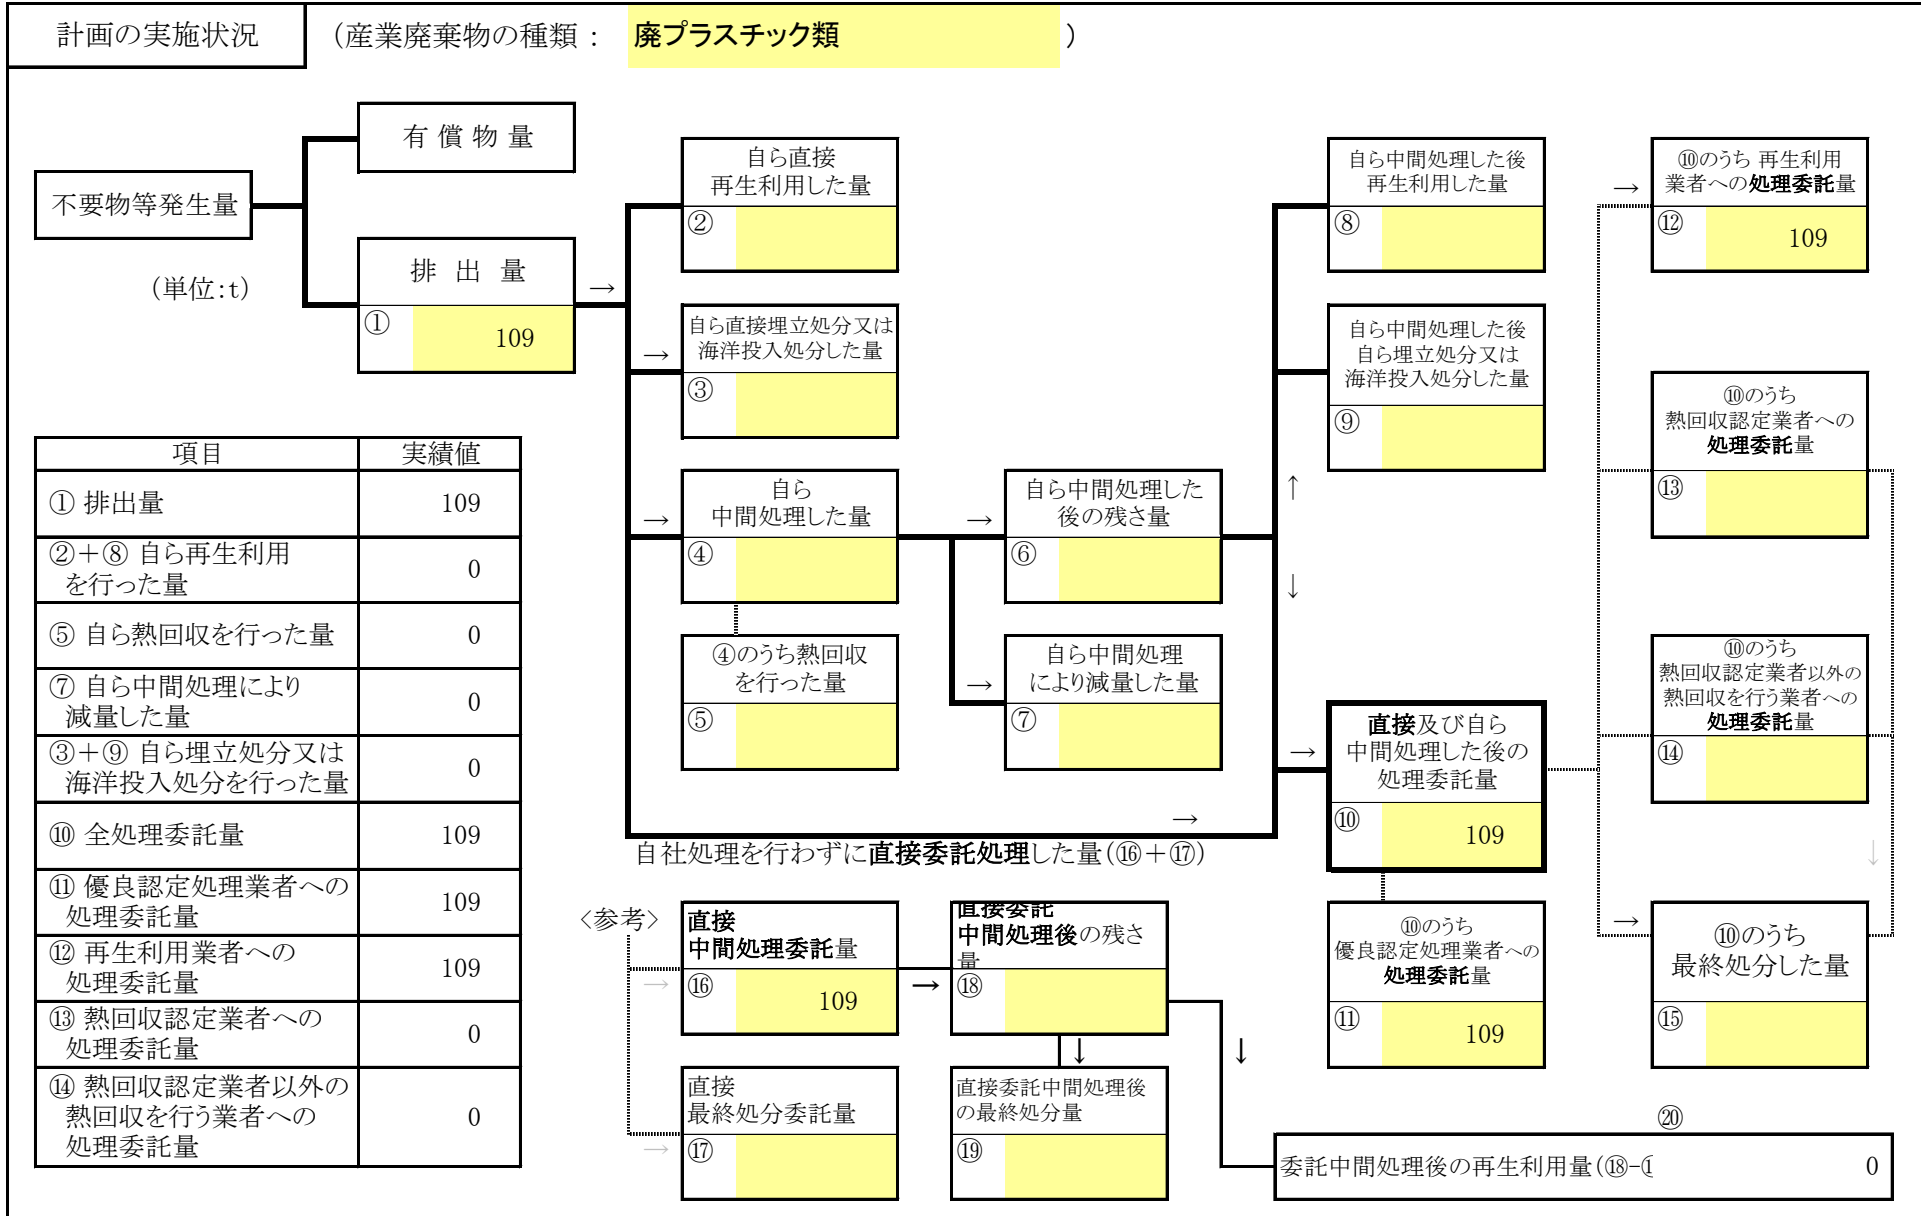 計画の実施状況
（産業廃棄物の種類： 廃プラスチック類 ）
有 償 物 量
不要物等発生量
（単位:t）
排 出 量
①
109
→
自ら直接
再生利用した量
②
→
自ら直接埋立処分又は
海洋投入処分した量
③
→
自ら
中間処理した量
④
④のうち熱回収
を行った量
⑤
→
自ら中間処理した
後の残さ量
⑥
→
自ら中間処理
により減量した量
⑦
自ら中間処理した後
再生利用した量
⑧
自ら中間処理した後
自ら埋立処分又は
海洋投入処分した量
⑨
↑
↓
→
直接及び自ら
中間処理した後の
処理委託量
⑩
109
→
自社処理を行わずに直接委託処理した量（⑯＋⑰）
⑩のうち
優良認定処理業者への
処理委託量
⑪
109
→
⑩のうち 再生利用
業者への処理委託量
⑫
109
⑩のうち
熱回収認定業者への
処理委託量
⑬
⑩のうち
熱回収認定業者以外の
熱回収を行う業者への
処理委託量
⑭
↓
→
⑩のうち
最終処分した量
⑮
項目 実績値
① 排出量 109
②＋⑧ 自ら再生利用
を行った量 0
⑤ 自ら熱回収を行った量 0
⑦ 自ら中間処理により
減量した量 0
③＋⑨ 自ら埋立処分又は
海洋投入処分を行った量 0
⑩ 全処理委託量 109
⑪ 優良認定処理業者への
処理委託量 109
⑫ 再生利用業者への
処理委託量 109
⑬ 熱回収認定業者への
処理委託量 0
⑭ 熱回収認定業者以外の
熱回収を行う業者への
処理委託量 0
〈参考〉
→
直接
中間処理委託量
⑯
109
→
直接委託
中間処理後の残さ
量
⑱
→
直接
最終処分委託量
⑰
↓
直接委託中間処理後
の最終処分量
⑲
↓
⑳
委託中間処理後の再生利用量（⑱-
0